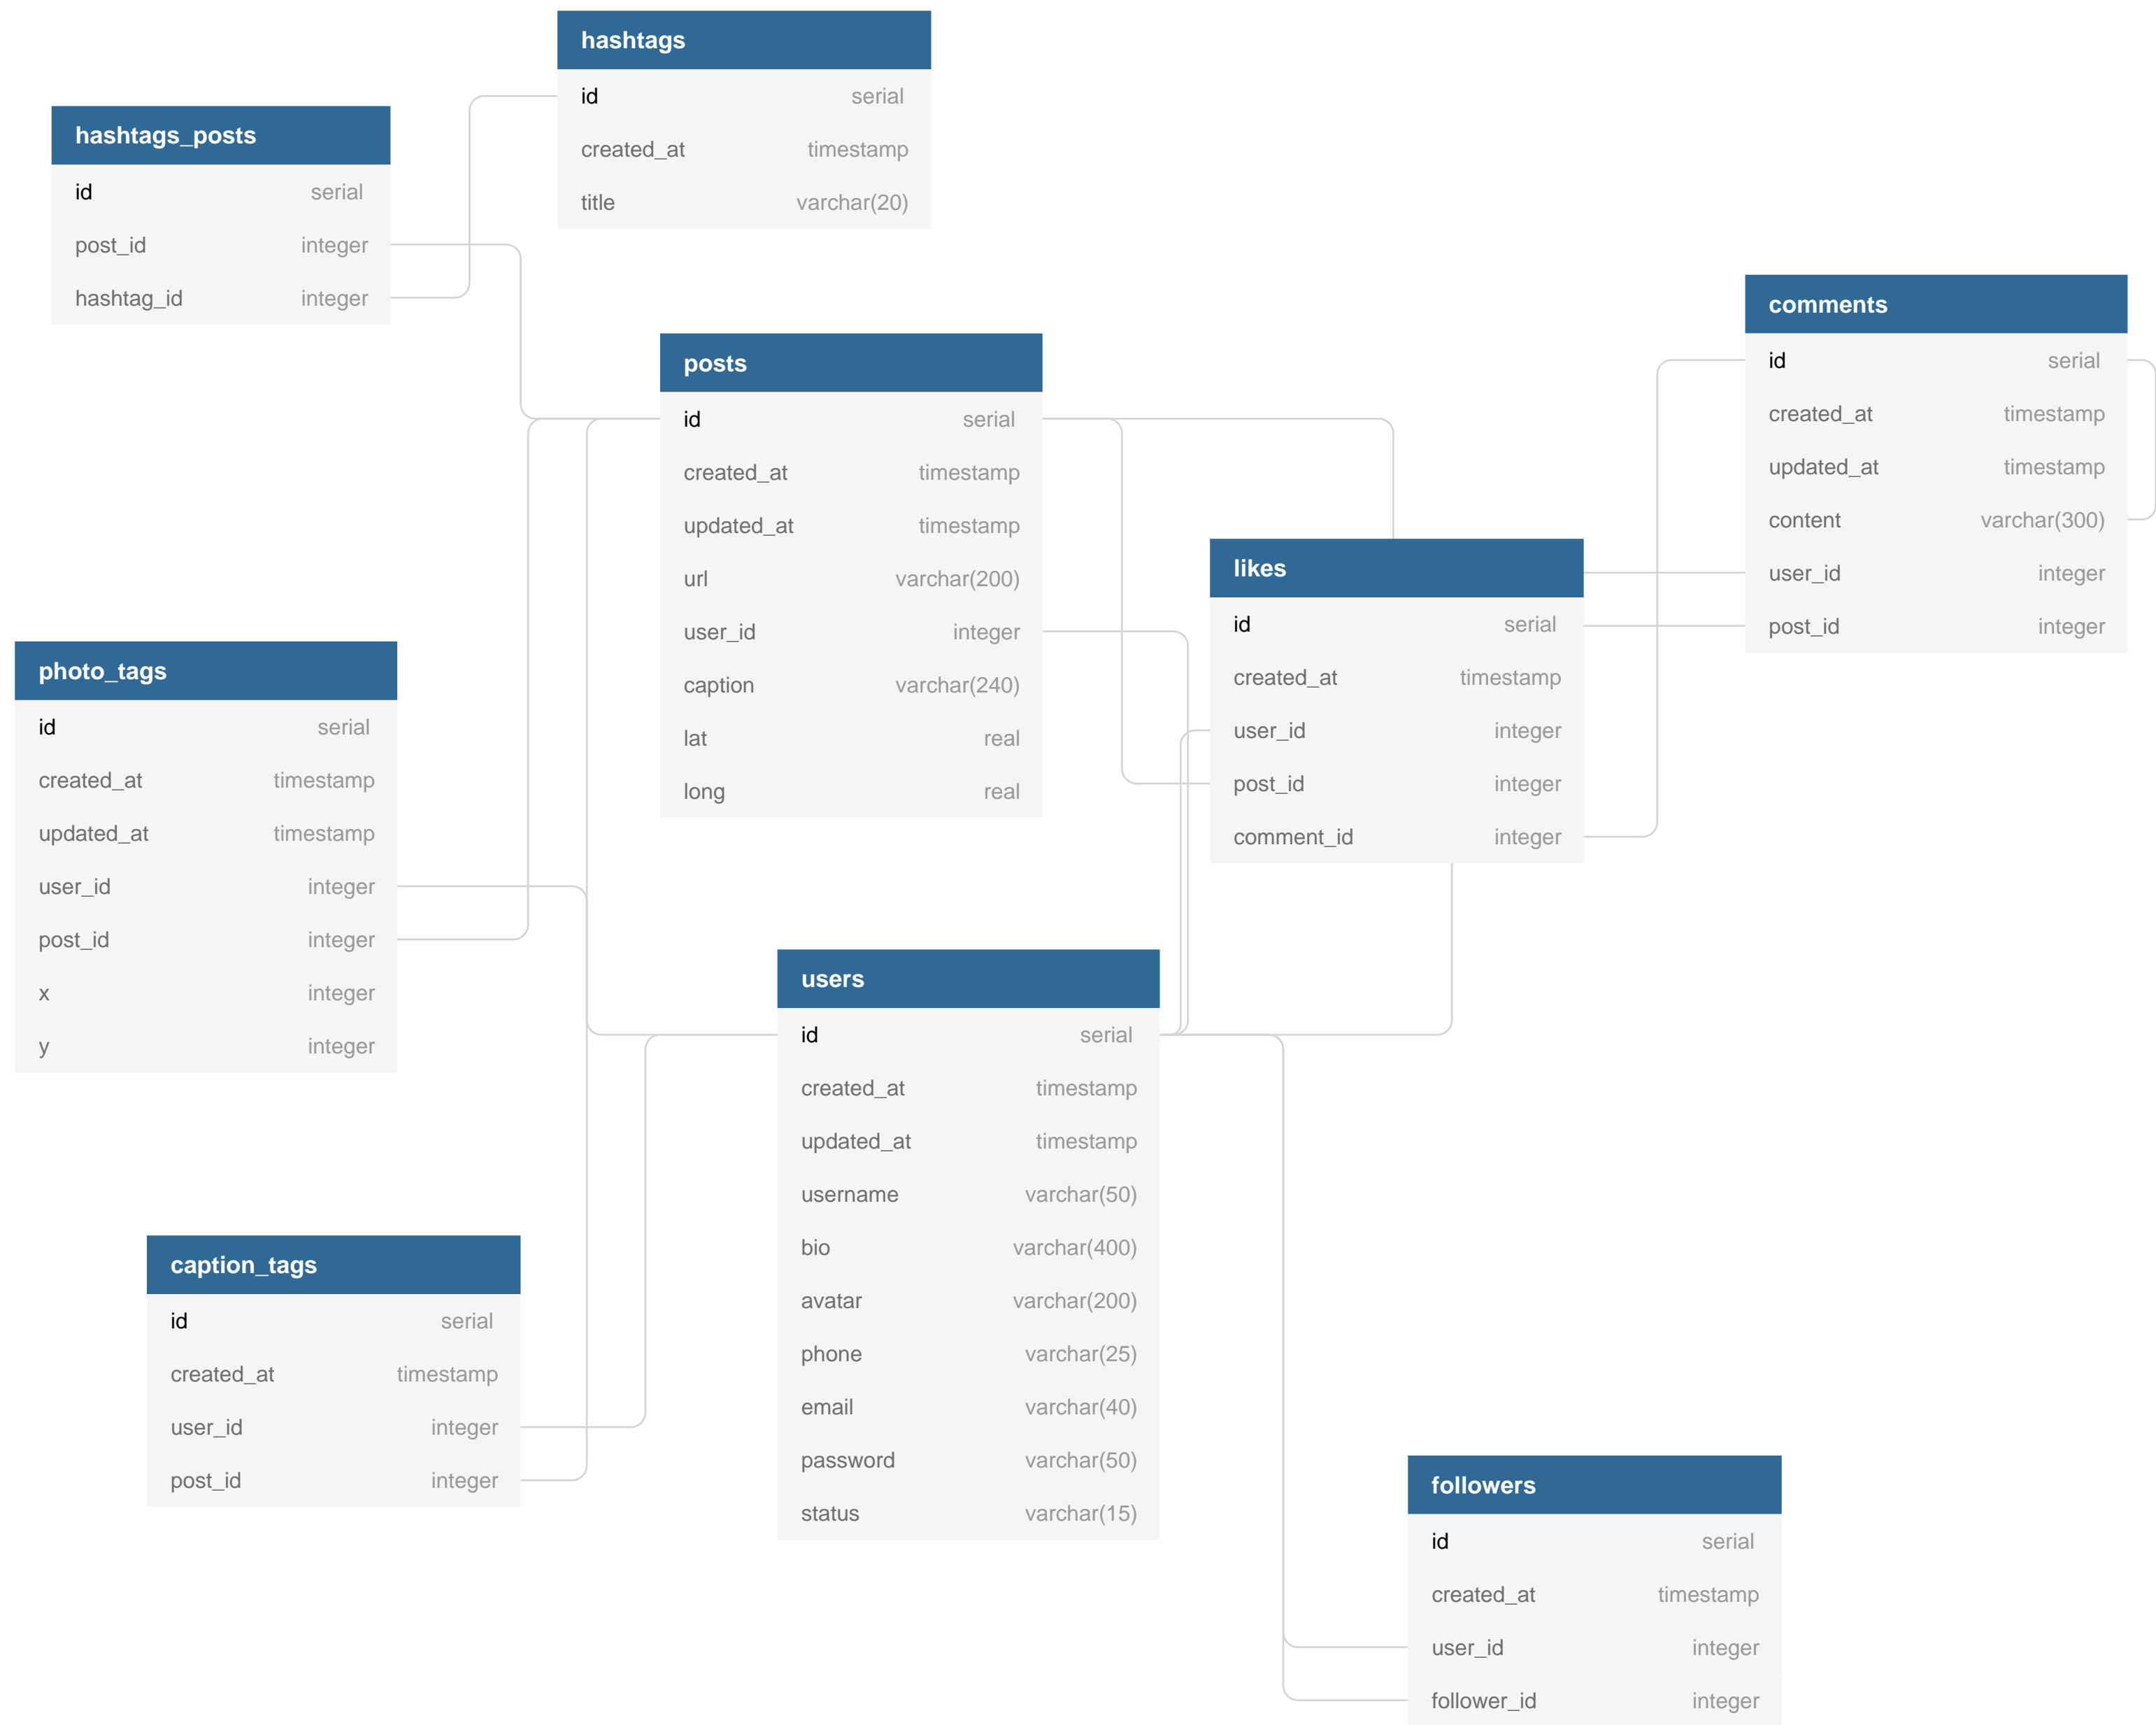 hashtags
id serial
created_at timestamp
title varchar(20)
hashtags_posts
id serial
post_id integer
hashtag_id integer
comments
id serial
created_at timestamp
updated_at timestamp
content varchar(300)
user_id integer
post_id integer
posts
id serial
created_at timestamp
updated_at timestamp
url varchar(200)
user_id integer
caption varchar(240)
lat real
long real
likes
id serial
created_at timestamp
user_id integer
post_id integer
comment_id integer
photo_tags
id serial
created_at timestamp
updated_at timestamp
user_id integer
post_id integer
x integer
y integer
users
id serial
created_at timestamp
updated_at timestamp
username varchar(50)
bio varchar(400)
avatar varchar(200)
phone varchar(25)
email varchar(40)
password varchar(50)
status varchar(15)
caption_tags
id serial
created_at timestamp
user_id integer
post_id integer
followers
id serial
created_at timestamp
user_id integer
follower_id integer